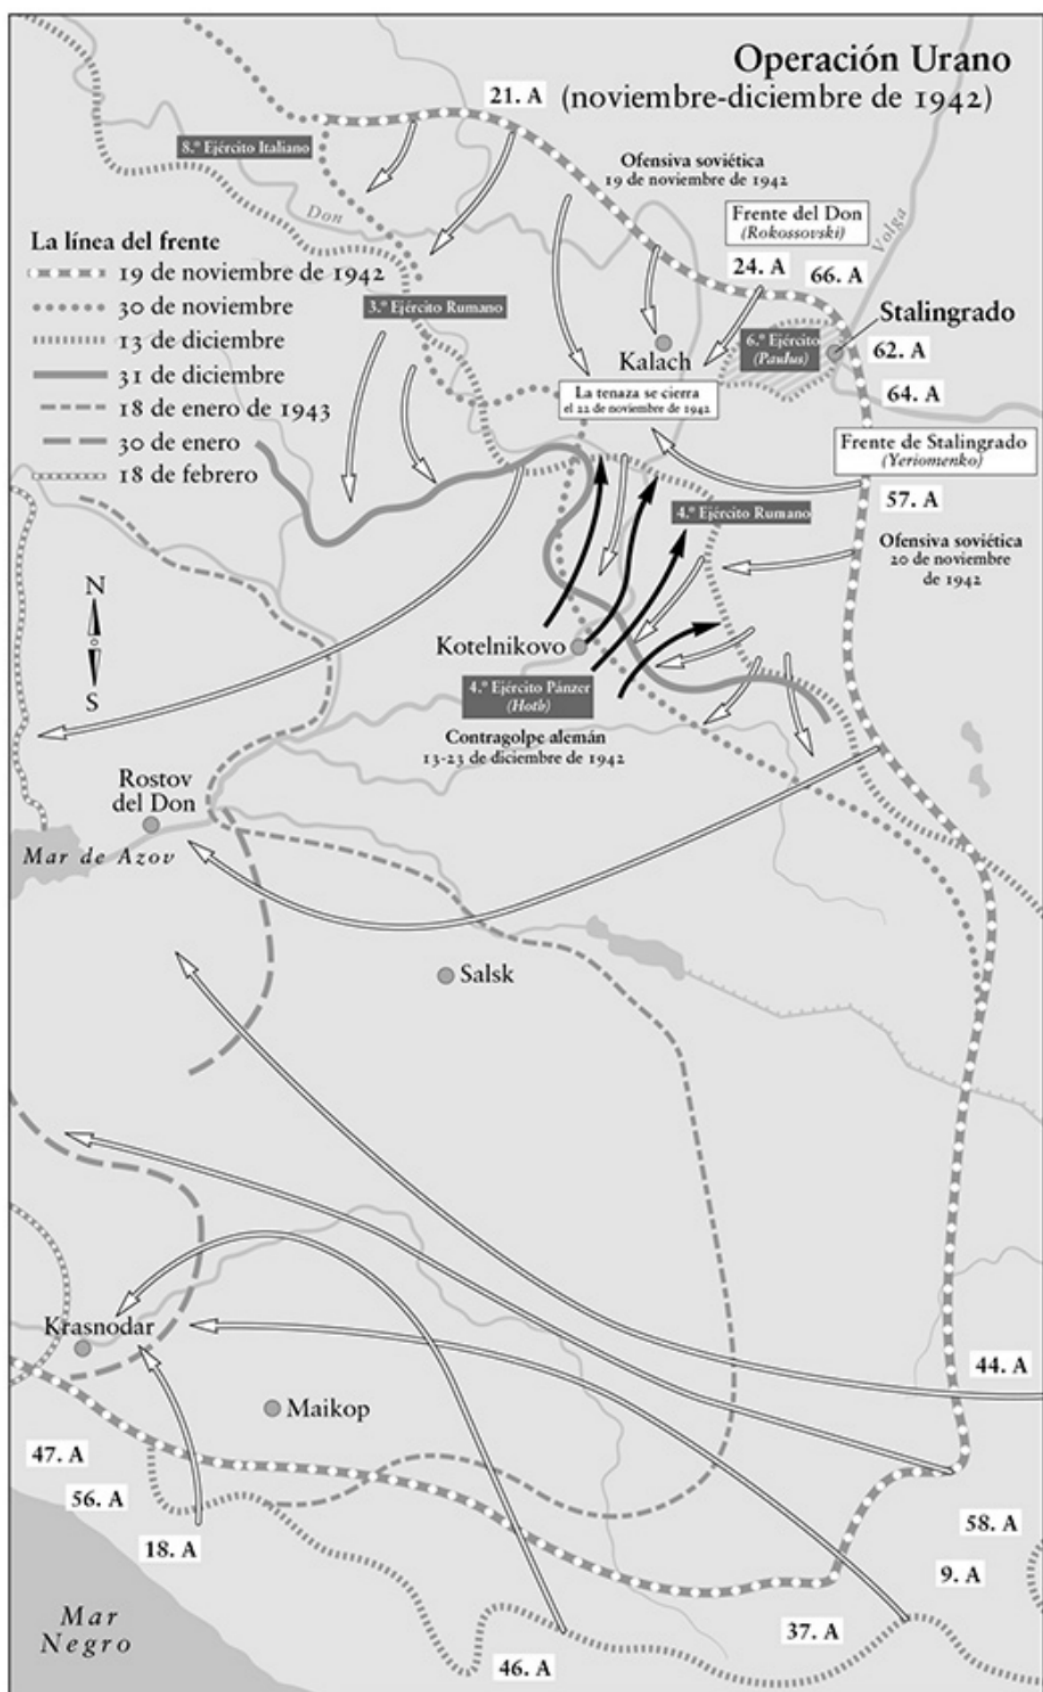 Operación Urano
(noviembre-diciembre de 1942)
21. A
8.º Ejército Italiano
Ofensiva soviética
19 de noviembre de 1942
Don
Volga
Frente del Don
(Rokossovski)
24. A
66. A
La línea del frente
19 de noviembre de 1942
30 de noviembre
13 de diciembre
31 de diciembre
18 de enero de 1943
30 de enero
18 de febrero
3.º Ejército Rumano
Stalingrado
6.º Ejército
(Paulus)
62. A
Kalach
64. A
La tenaza se cierra
el 22 de noviembre de 1942
Frente de Stalingrado
(Yeriomenko)
57. A
4.º Ejército Rumano
Ofensiva soviética
20 de noviembre
de 1942
N
S
Kotelnikovo
4.º Ejército Pánzer
(Hoth)
Contragolpe alemán
13-23 de diciembre de 1942
Rostov
del Don
Mar de Azov
Salsk
Krasnodar
44. A
Maikop
47. A
56. A
18. A
58. A
9. A
37. A
46. A
Mar
Negro